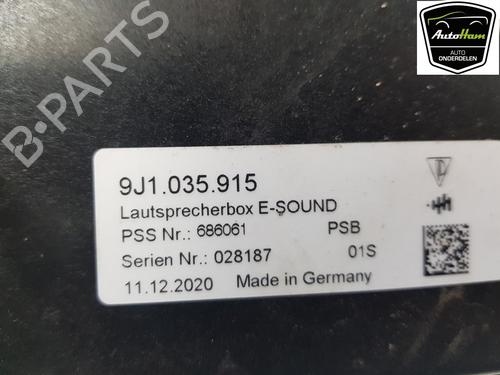 AutoHam
AUTO
ONDERDELEN
B-PARTS
9J1.035.915
Lautsprecherbox E-SOUND
PSS Nr.: 686061 PSB
Serien Nr.: 028187 01S
11.12.2020 Made in Germany